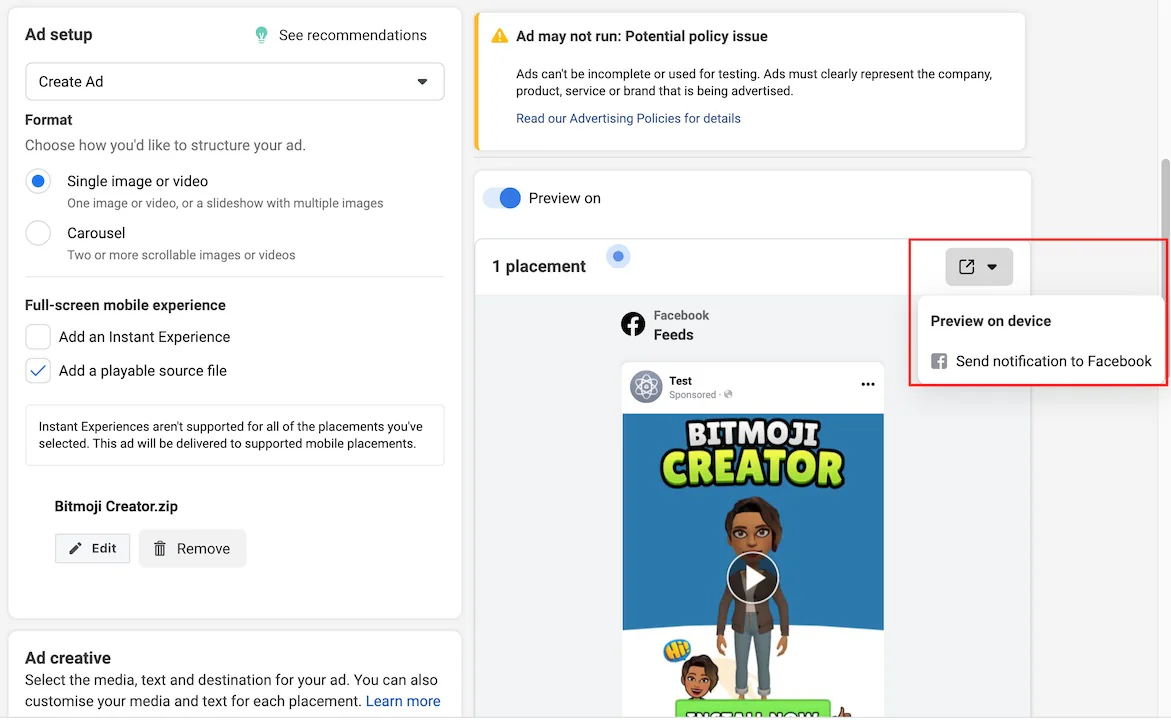 Ad setup
See recommendations
Create Ad
Format
Choose how you'd like to structure your ad.
Single image or video
One image or video, or a slideshow with multiple images
Carousel
Two or more scrollable images or videos
Full-screen mobile experience
Add an Instant Experience
Add a playable source file
Instant Experiences aren't supported for all of the placements you've
selected. This ad will be delivered to supported mobile placements.
Bitmoji Creator.zip
Edit
Remove
Ad creative
Select the media, text and destination for your ad. You can also
customise your media and text for each placement. Learn more
Ad may not run: Potential policy issue
Ads can't be incomplete or used for testing. Ads must clearly represent the company,
product, service or brand that is being advertised.
Read our Advertising Policies for details
Preview on
1 placement
Preview on device
Send notification to Facebook
Facebook
Feeds
Test
Sponsored ·
BITMOJI
CREATOR
Hi!
INSTALL NOW